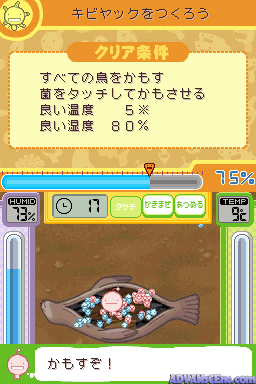 キビヤックをつくろう
クリア条件
すべての鳥をかもす
菌をタッチしてかもさせる
良い温度　５※
良い湿度　８０％
75%
HUMID
73%
17
タッチ
かきまぜ
あつめる
TEMP
9℃
かもすぞ！
ADVANsCEne.com